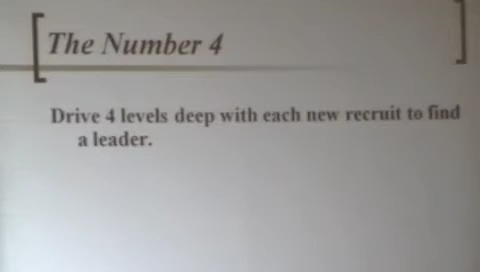 The Number 4
Drive 4 levels deep with each new recruit to find
a leader.